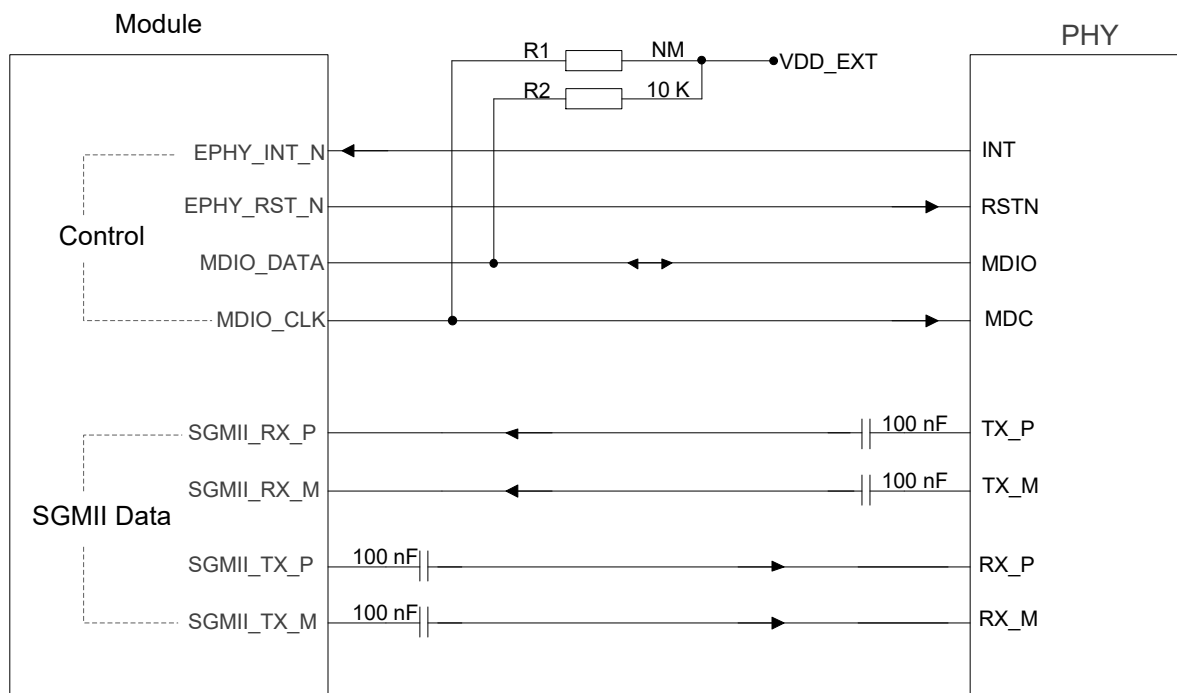 Module
PHY
R1
NM
VDD_EXT
R2
10 K
EPHY_INT_N
INT
EPHY_RST_N
RSTN
Control
MDIO_DATA
MDIO
MDIO_CLK
MDC
SGMII_RX_P
100 nF
TX_P
SGMII_RX_M
100 nF
TX_M
SGMII Data
SGMII_TX_P
100 nF
RX_P
SGMII_TX_M
100 nF
RX_M